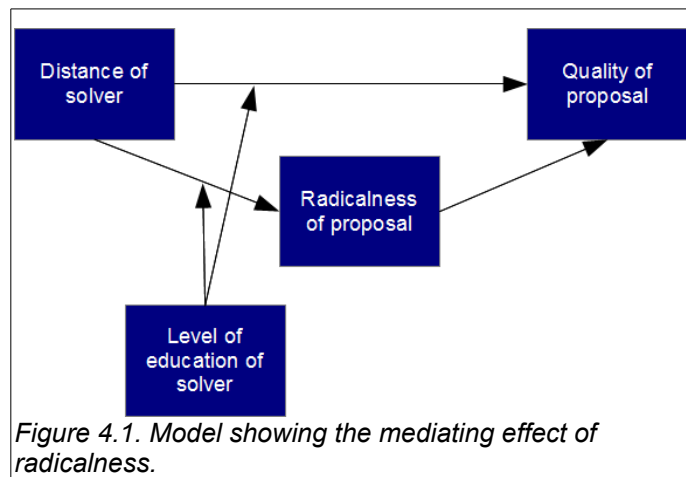 Distance of
solver
Quality of
proposal
Radicalness
of proposal
Level of
education of
solver
Figure 4.1. Model showing the mediating effect of
radicalness.